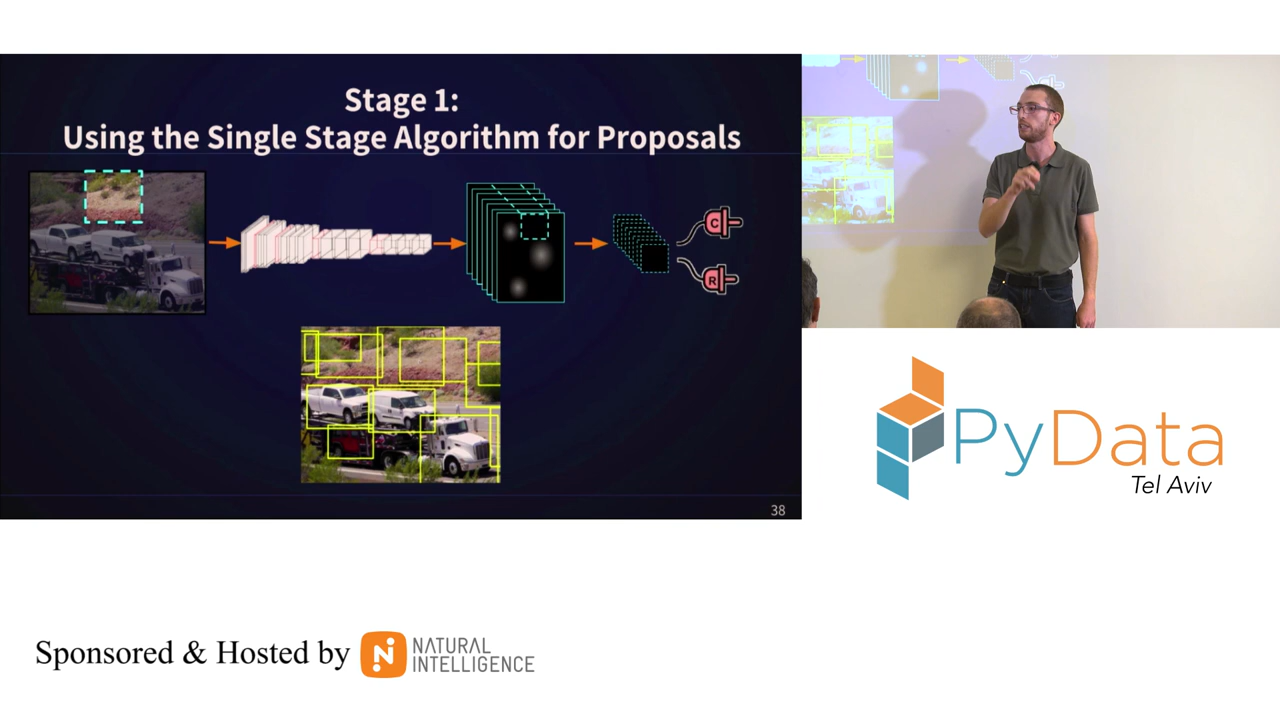 Stage 1:
Using the Single Stage Algorithm for Proposals
C
R
38
PyData
Tel Aviv
Sponsored & Hosted by
NATURAL
INTELLIGENCE